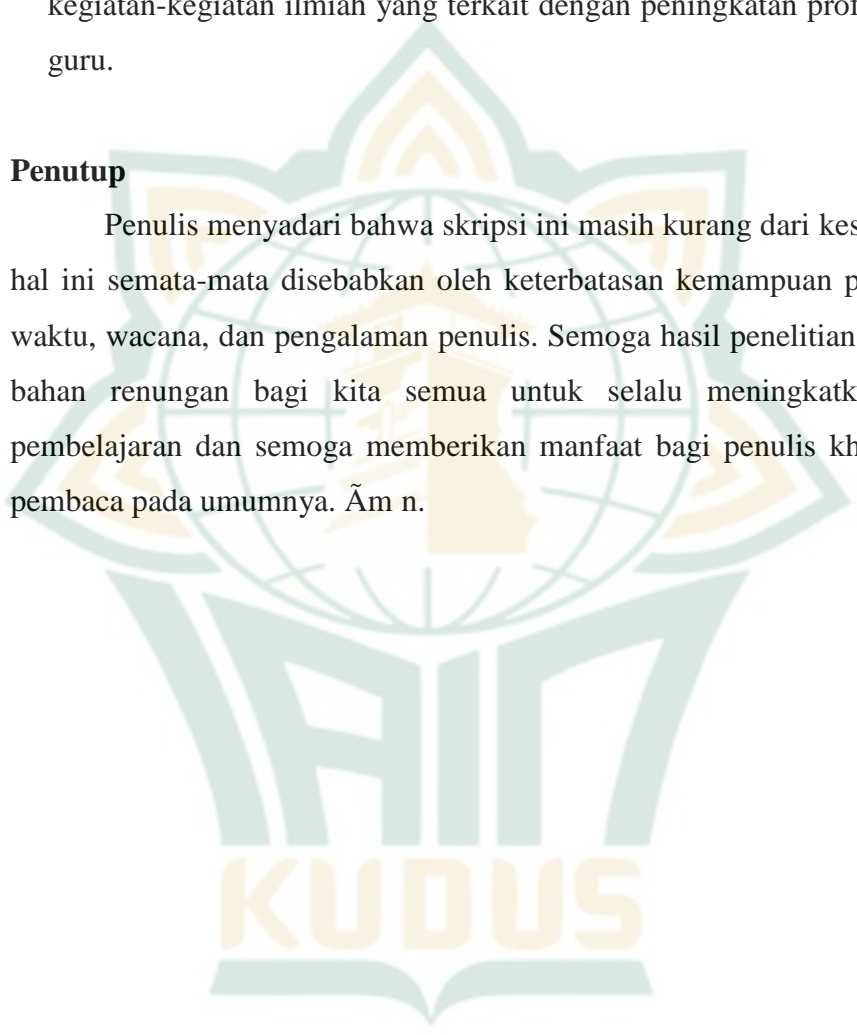 kegiatan-kegiatan ilmiah yang terkait dengan peningkatan prof
guru.
Penutup
Penulis menyadari bahwa skripsi ini masih kurang dari kes
hal ini semata-mata disebabkan oleh keterbatasan kemampuan p
waktu, wacana, dan pengalaman penulis. Semoga hasil penelitian
bahan renungan bagi kita semua untuk selalu meningkatk
pembelajaran dan semoga memberikan manfaat bagi penulis kh
pembaca pada umumnya. Ãm n.
IAIN
KUDUS